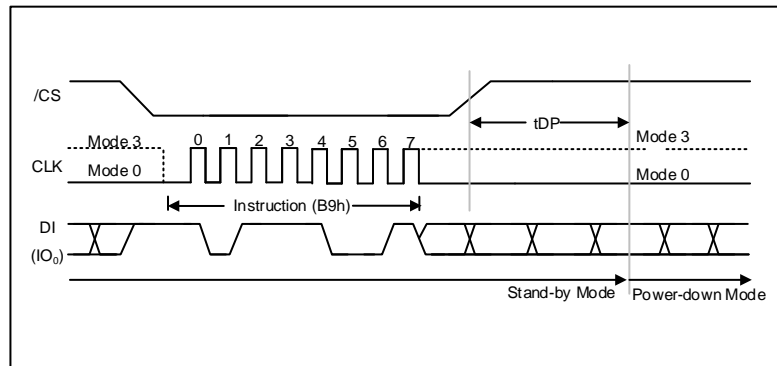 /CS
tDP
Mode 3 0 1 2 3 4 5 6 7 Mode 3
CLK
Mode 0 Mode 0
Instruction (B9h)
DI
(IO₀)
Stand-by Mode Power-down Mode